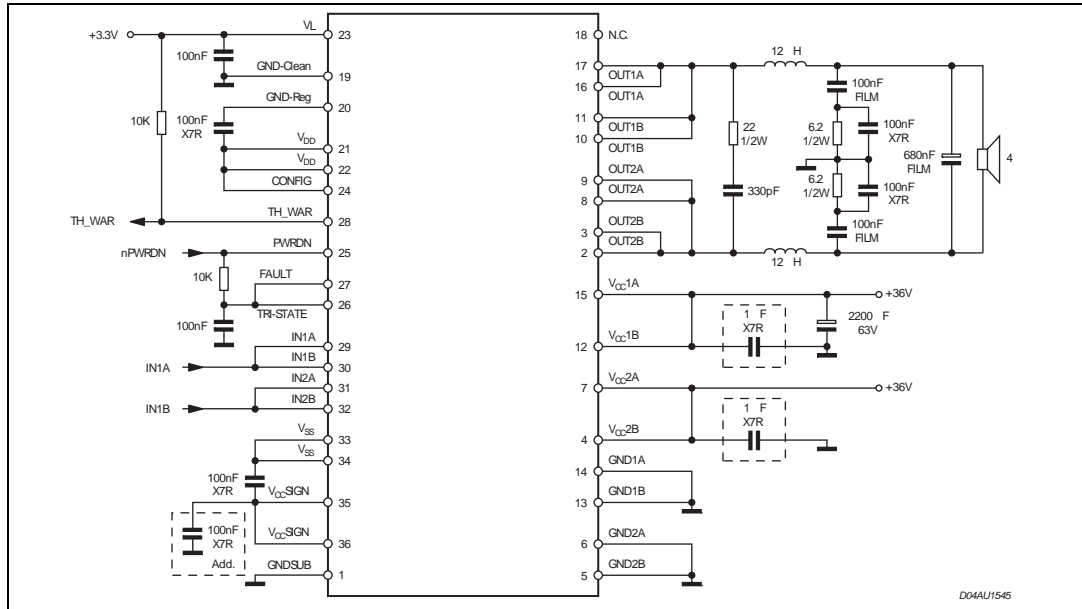 +3.3V
VL
23
100nF
GND-Clean
19
GND-Reg
20
10K
100nF
X7R
VDD
21
VDD
22
CONFIG
24
TH_WAR
TH_WAR
28
nPWRDN
PWRDN
25
10K
FAULT
27
TRI-STATE
26
100nF
IN1A
29
IN1A
IN1B
30
IN2A
31
IN1B
IN2B
32
VSS
33
VSS
34
100nF
X7R
VCCSIGN
35
100nF
X7R
Add.
VCCSIGN
36
GNDSUB
1
18
N.C.
17
OUT1A
16
OUT1A
11
OUT1B
10
OUT1B
9
OUT2A
8
OUT2A
3
OUT2B
2
OUT2B
12 H
22
1/2W
330pF
100nF
FILM
6.2
1/2W
100nF
X7R
6.2
1/2W
100nF
X7R
100nF
FILM
680nF
FILM
4
12 H
15
VCC1A
+36V
1 F
X7R
2200 F
63V
12
VCC1B
7
VCC2A
+36V
1 F
X7R
4
VCC2B
14
GND1A
13
GND1B
6
GND2A
5
GND2B
D04AU1545